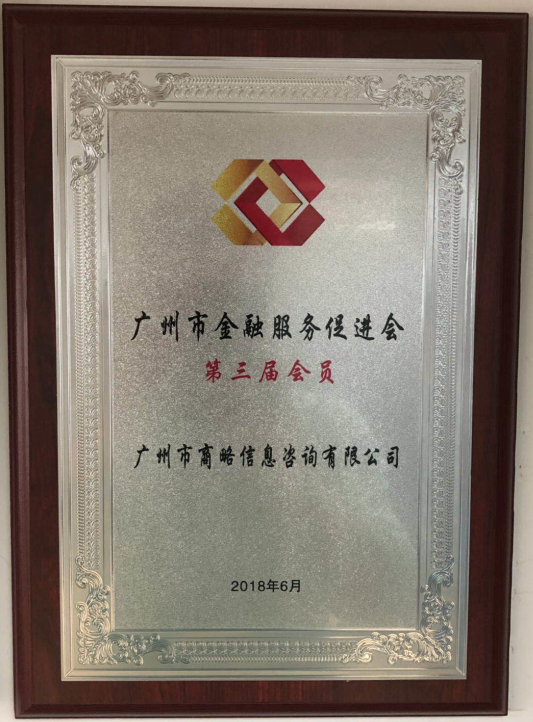 广州市金融服务促进会
第三届会员
广州市商略信息咨询有限公司
2018年6月